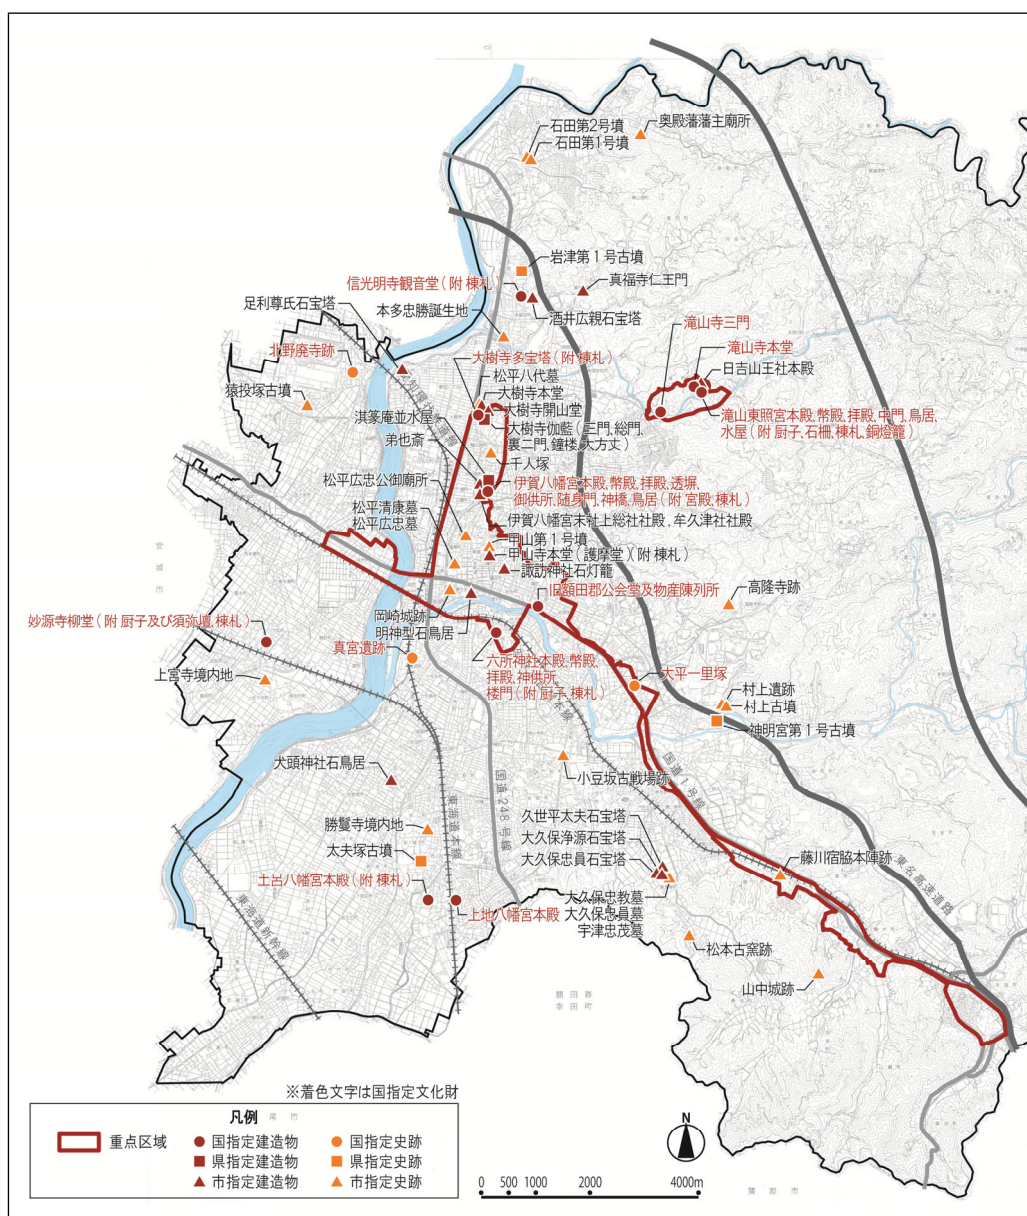 石田第2号墳
石田第1号墳
奥殿藩藩主廟所
岩津第1号古墳
信光明寺観音堂(附 棟札)
真福寺仁王門
足利尊氏石宝塔
本多忠勝誕生地
酒井広親石宝塔
滝山寺三門
北野廃寺跡
大樹寺多宝塔(附 棟札)
滝山寺本堂
日吉山王社本殿
猿投塚古墳
松平八代墓
大樹寺本堂
大樹寺開山堂
淇篆庵並水屋
大樹寺伽藍(三門,総門,
裏二門,鐘楼,大方丈)
滝山東照宮本殿,幣殿,拝殿,中門,鳥居,
水屋(附 厨子,石柵,棟札,銅燈籠)
弟也斎
千人塚
松平広忠公御廟所
伊賀八幡宮本殿,幣殿,拝殿,透塀,
御供所,随身門,神橋,鳥居(附 宮殿,棟札)
松平清康墓
松平広忠墓
伊賀八幡宮末社上総社社殿,牟久津社社殿
甲山第1号墳
甲山寺本堂(護摩堂)(附 棟札)
諏訪神社石灯籠
安城市
高隆寺跡
旧額田郡公会堂及物産陳列所
妙源寺柳堂(附 厨子及び須弥壇,棟札)
岡崎城跡
明神型石鳥居
真宮遺跡
六所神社本殿,幣殿,
拝殿,神供所,
楼門(附 厨子,棟札)
大平一里塚
上宮寺境内地
村上遺跡
村上古墳
神明宮第1号古墳
犬頭神社石鳥居
小豆坂古戦場跡
国道1号線
国道248号線
東海道本線
勝鬘寺境内地
久世平太夫石宝塔
大久保浄源石宝塔
大久保忠員石宝塔
太夫塚古墳
藤川宿脇本陣跡
東名高速道路
土呂八幡宮本殿(附 棟札)
上地八幡宮本殿
大久保忠教墓
大久保忠員墓
宇津忠茂墓
東海道新幹線
松本古窯跡
山中城跡
額田郡
幸田町
※着色文字は国指定文化財
凡例
尾市
重点区域
国指定建造物
国指定史跡
県指定建造物
県指定史跡
市指定建造物
市指定史跡
N
0 500 1000 2000 4000m
蒲郡市